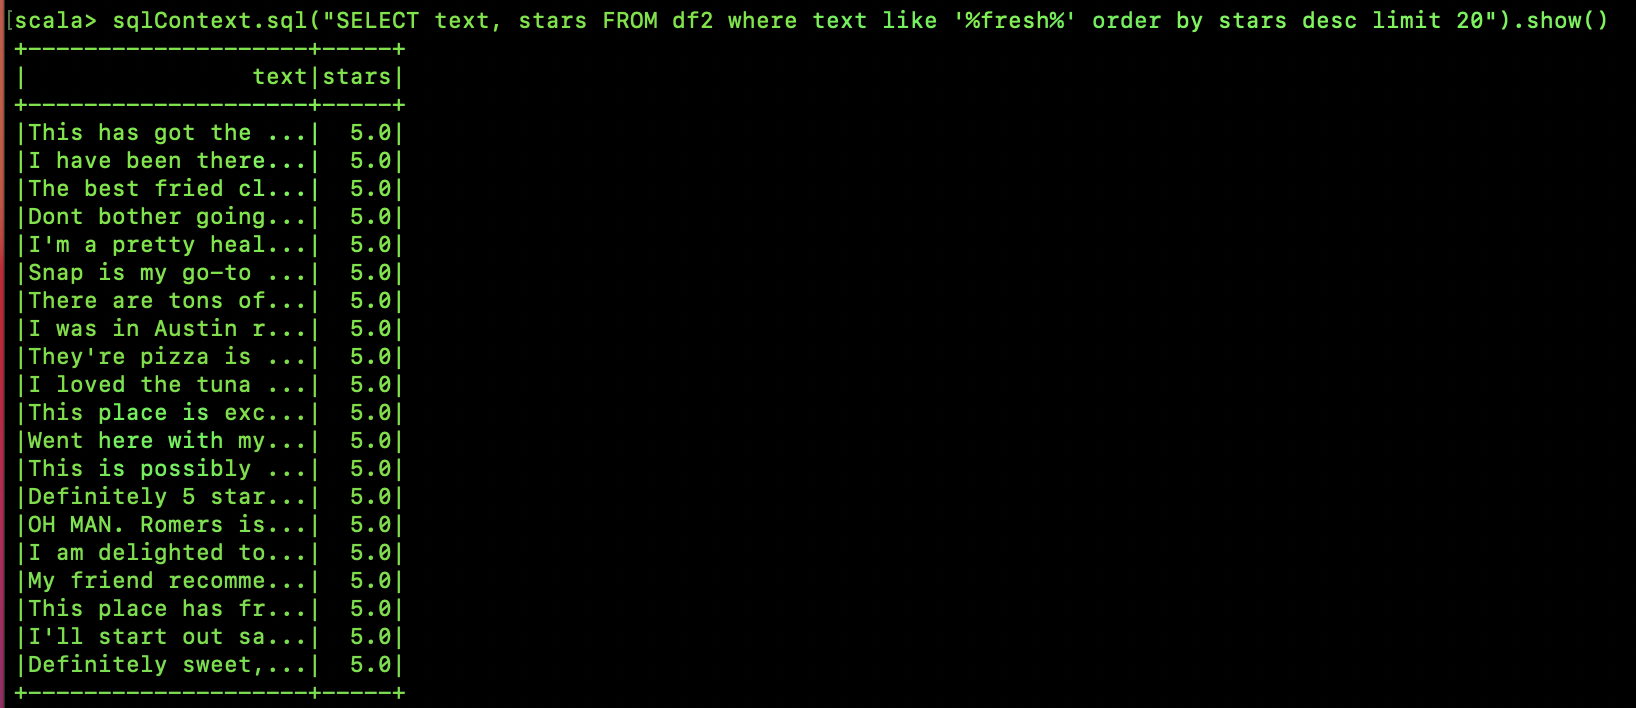 [scala> sqlContext.sql("SELECT text, stars FROM df2 where text like '%fresh%' order by stars desc limit 20").show()
+--------------------+-----+
|                text|stars|
+--------------------+-----+
|This has got the ...|  5.0|
|I have been there...|  5.0|
|The best fried cl...|  5.0|
|Dont bother going...|  5.0|
|I'm a pretty heal...|  5.0|
|Snap is my go-to ...|  5.0|
|There are tons of...|  5.0|
|I was in Austin r...|  5.0|
|They're pizza is ...|  5.0|
|I loved the tuna ...|  5.0|
|This place is exc...|  5.0|
|Went here with my...|  5.0|
|This is possibly ...|  5.0|
|Definitely 5 star...|  5.0|
|OH MAN. Romers is...|  5.0|
|I am delighted to...|  5.0|
|My friend recomme...|  5.0|
|This place has fr...|  5.0|
|I'll start out sa...|  5.0|
|Definitely sweet,...|  5.0|
+--------------------+-----+